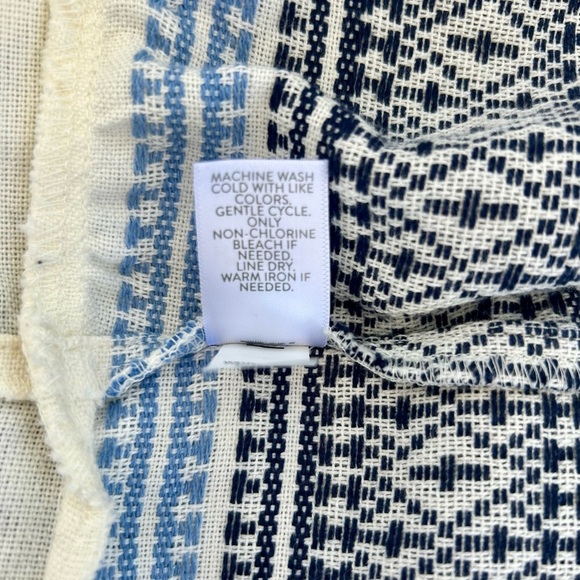 MACHINE WASH
COLD WITH LIKE
COLORS.
GENTLE CYCLE.
ONLY
NON-CHLORINE
BLEACH IF
NEEDED.
LINE DRY.
WARM IRON IF
NEEDED.